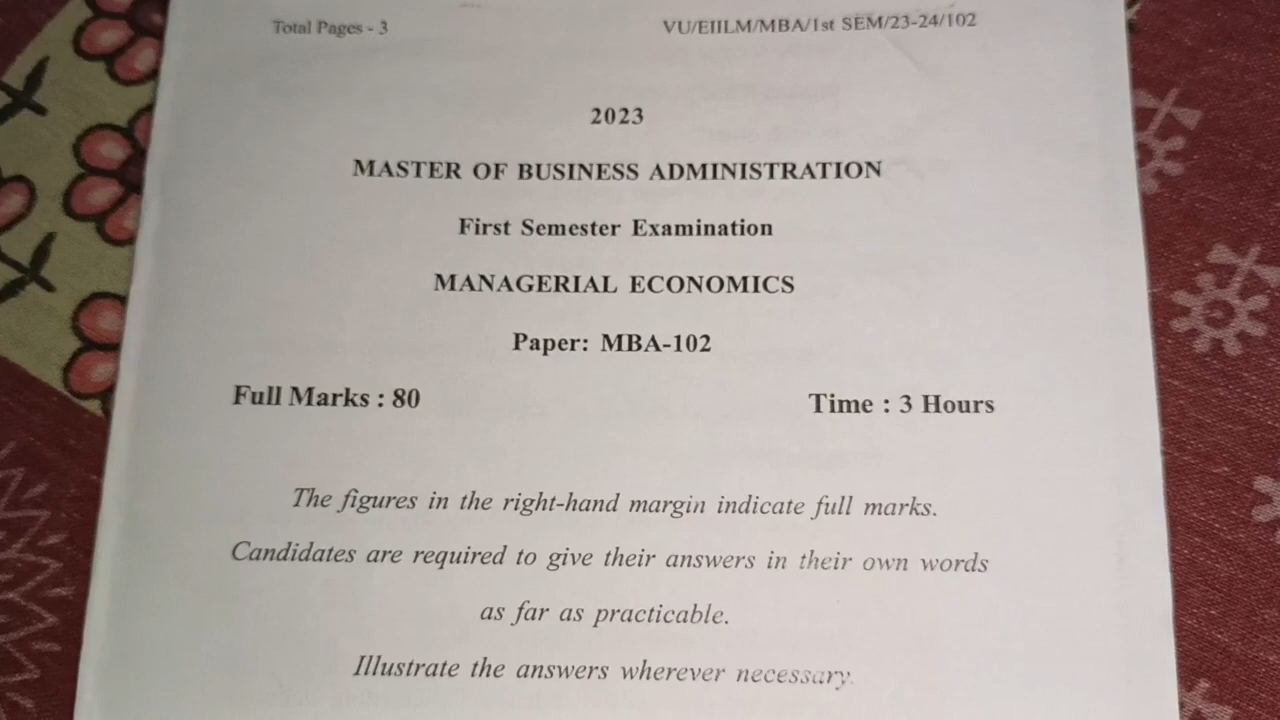 Total Pages - 3 VU/EIILM/MBA/1st SEM/23-24/102
2023
MASTER OF BUSINESS ADMINISTRATION
First Semester Examination
MANAGERIAL ECONOMICS
Paper: MBA-102
Full Marks : 80 Time : 3 Hours
The figures in the right-hand margin indicate full marks.
Candidates are required to give their answers in their own words
as far as practicable.
Illustrate the answers wherever necessary.